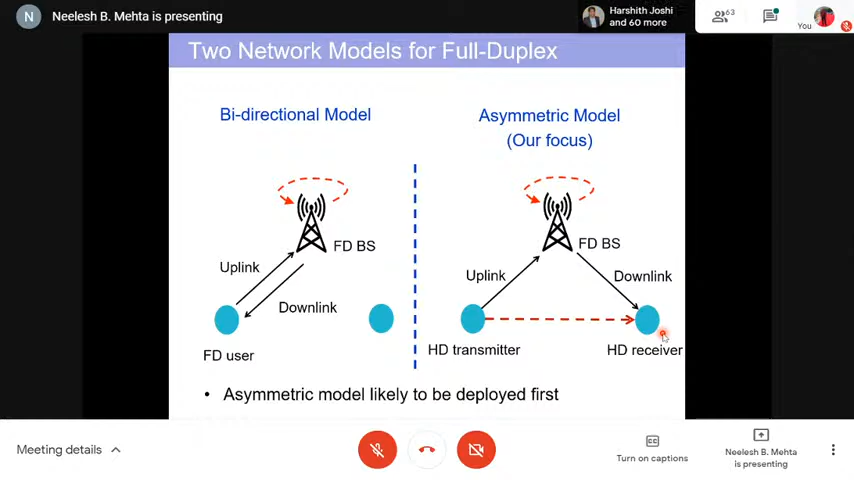 N Neelesh B. Mehta is presenting
Harshith Joshi
and 60 more
63
You
Two Network Models for Full-Duplex
Bi-directional Model
Asymmetric Model
(Our focus)
FD BS
Uplink
Downlink
FD user
FD BS
Uplink
Downlink
HD transmitter
HD receiver
• Asymmetric model likely to be deployed first
Meeting details
CC
Turn on captions
Neelesh B. Mehta
is presenting